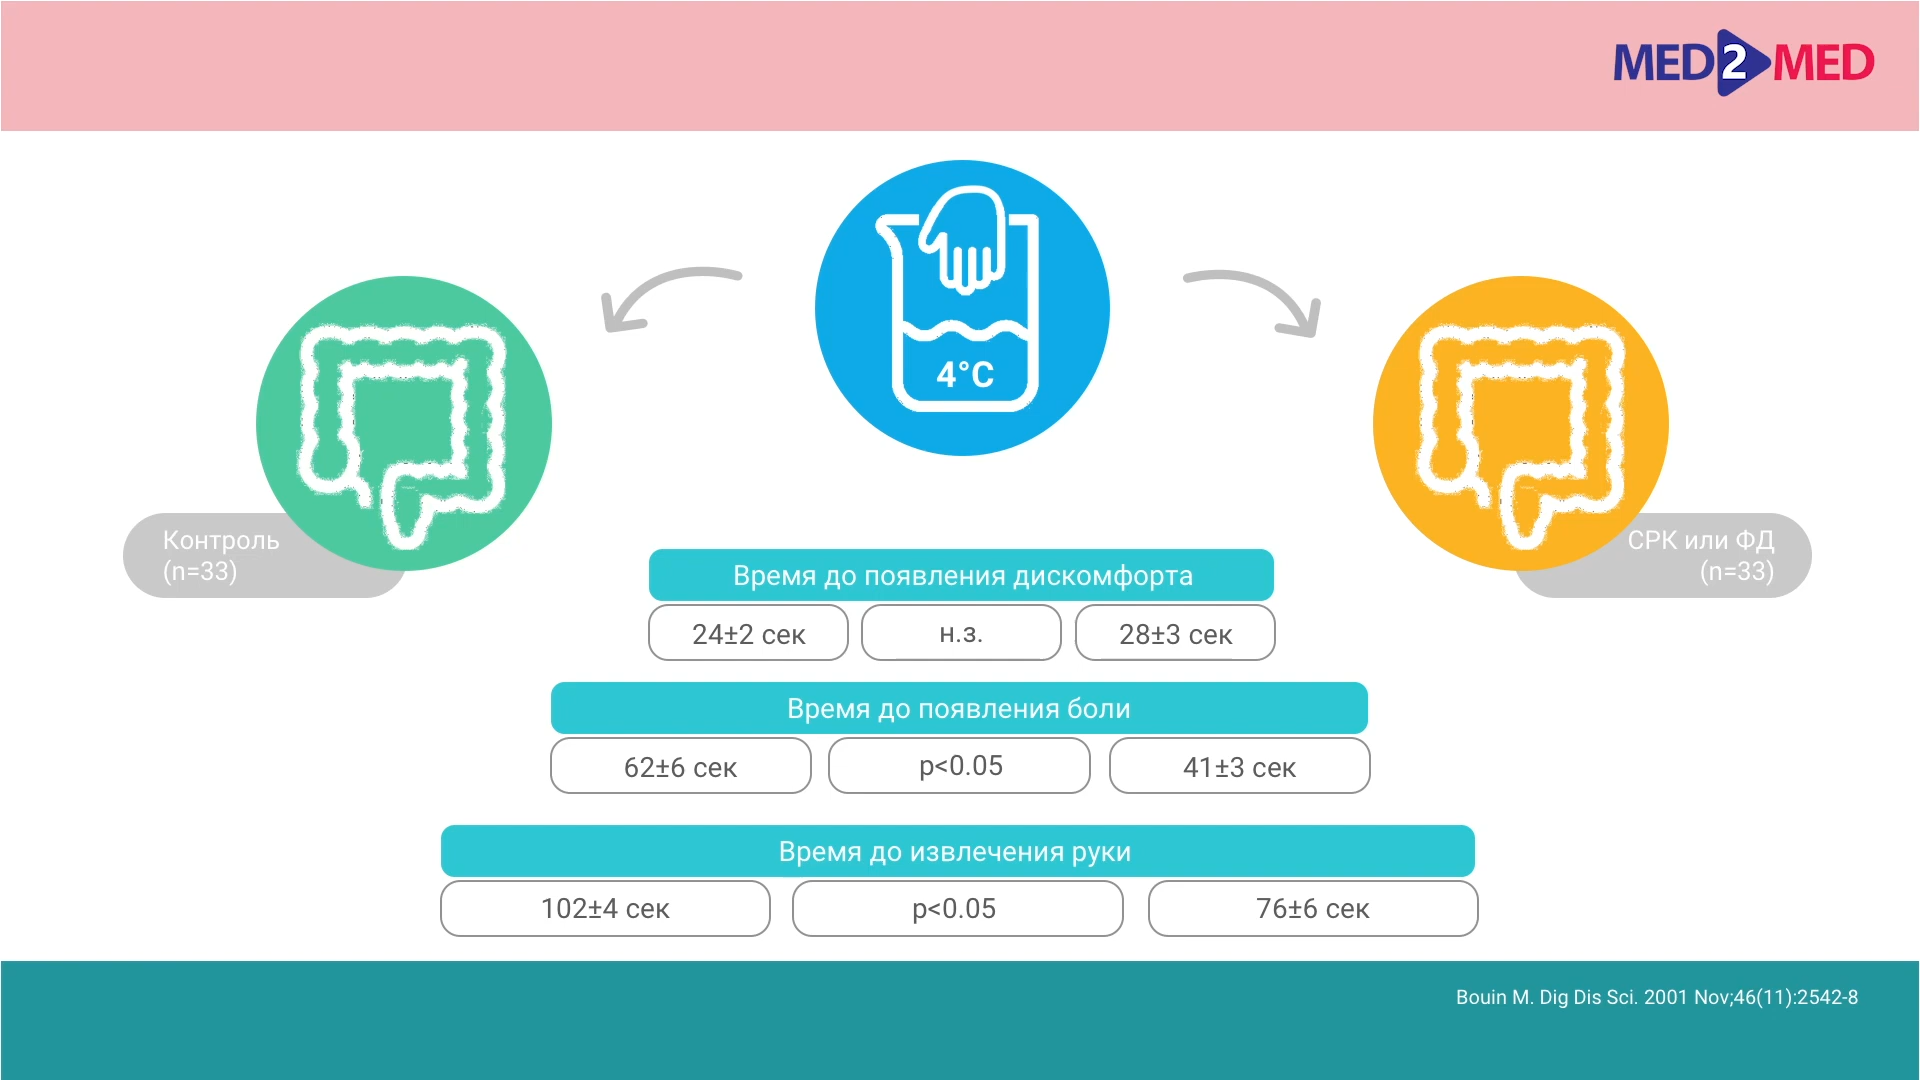 MED2MED
4°C
Контроль
(n=33)
СРК или ФД
(n=33)
Время до появления дискомфорта
24±2 сек
н.з.
28±3 сек
Время до появления боли
62±6 сек
p<0.05
41±3 сек
Время до извлечения руки
102±4 сек
p<0.05
76±6 сек
Bouin M. Dig Dis Sci. 2001 Nov;46(11):2542-8